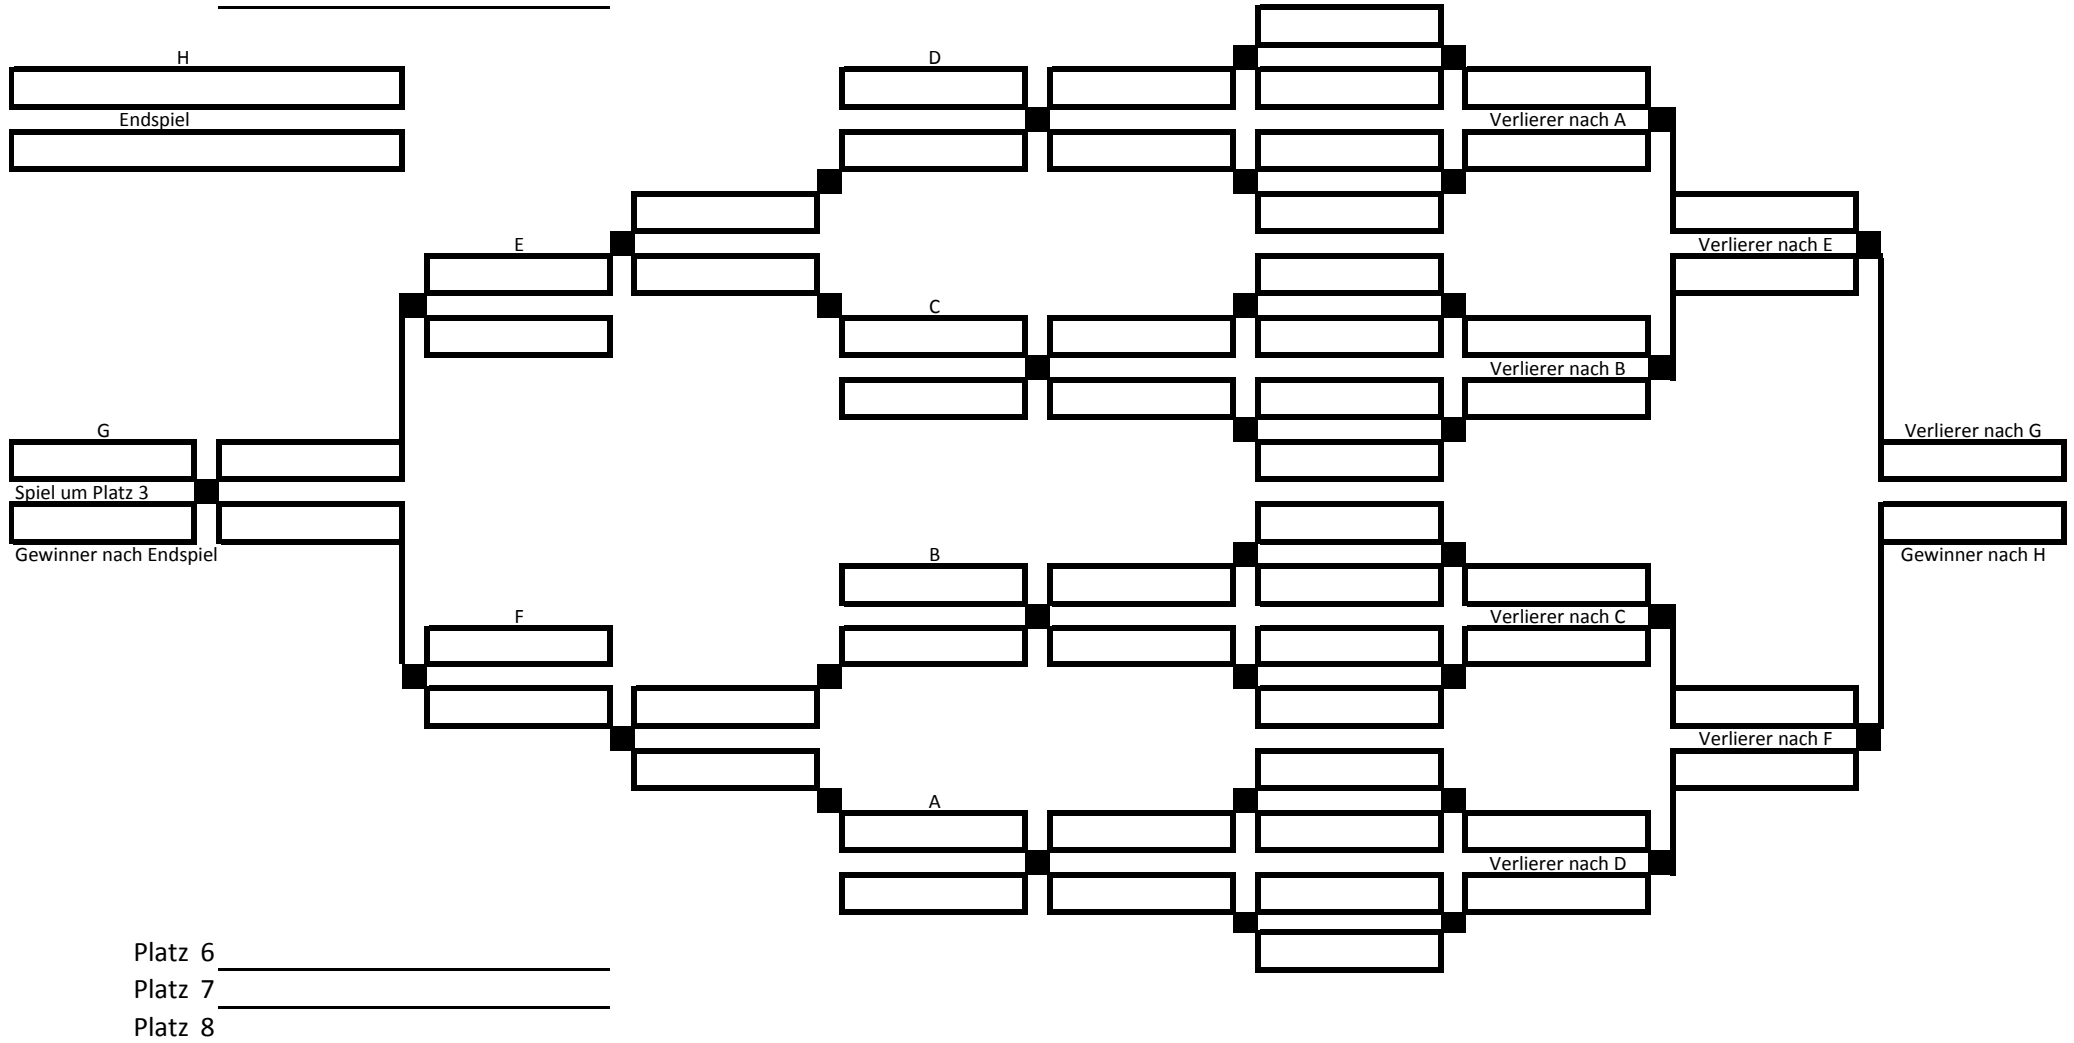 H
D
Endspiel
Verlierer nach A
E
Verlierer nach E
C
Verlierer nach B
G
Verlierer nach G
Spiel um Platz 3
Gewinner nach Endspiel
B
Gewinner nach H
F
Verlierer nach C
Verlierer nach F
A
Verlierer nach D
Platz 6
Platz 7
Platz 8